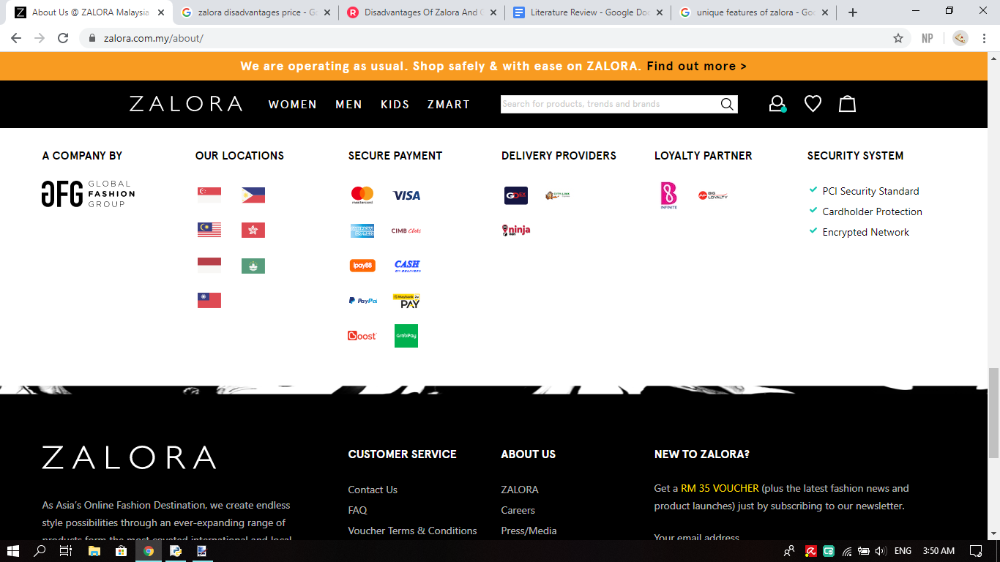 About Us @ ZALORA Malaysia
zalora disadvantages price - Go
Disadvantages Of Zalora And
Literature Review - Google Doc
unique features of zalora - Goo
zalora.com.my/about/
NP
We are operating as usual. Shop safely & with ease on ZALORA. Find out more >
ZALORA WOMEN MEN KIDS ZMART
Search for products, trends and brands
A COMPANY BY
GFG GLOBAL
FASHION
GROUP
OUR LOCATIONS
SECURE PAYMENT
mastercard VISA
AMERICAN EXPRESS CIMB Clicks
ipay88 CASH ON DELIVERY
PayPal Maybank2u PAY
Boost GrabPay
DELIVERY PROVIDERS
GDEX CITY-LINK
ninja van
LOYALTY PARTNER
B INFINITE BIG LOYALTY
SECURITY SYSTEM
PCI Security Standard
Cardholder Protection
Encrypted Network
ZALORA
As Asia's Online Fashion Destination, we create endless
style possibilities through an ever-expanding range of
products form the most coveted international and local
CUSTOMER SERVICE
Contact Us
FAQ
Voucher Terms & Conditions
ABOUT US
ZALORA
Careers
Press/Media
NEW TO ZALORA?
Get a RM 35 VOUCHER (plus the latest fashion news and
product launches) just by subscribing to our newsletter.
Your email address
ENG 3:50 AM